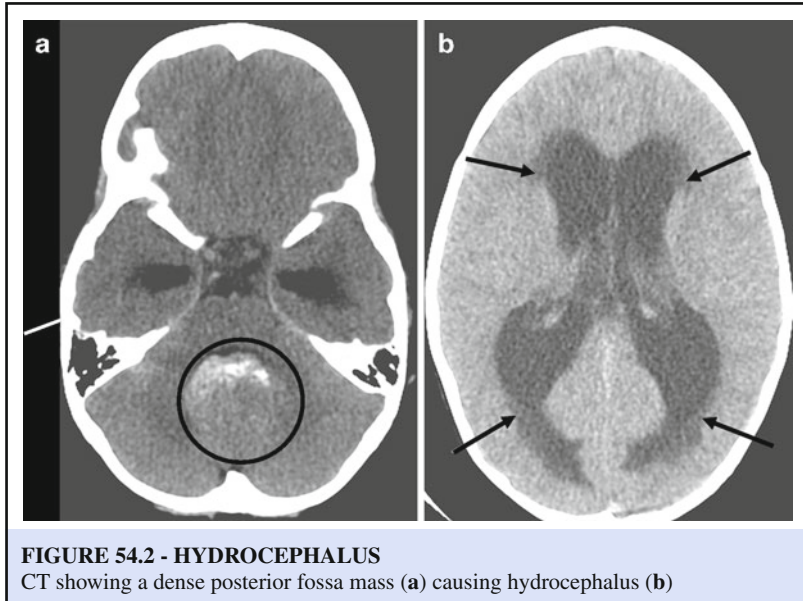 a
b
FIGURE 54.2 - HYDROCEPHALUS
CT showing a dense posterior fossa mass (a) causing hydrocephalus (b)